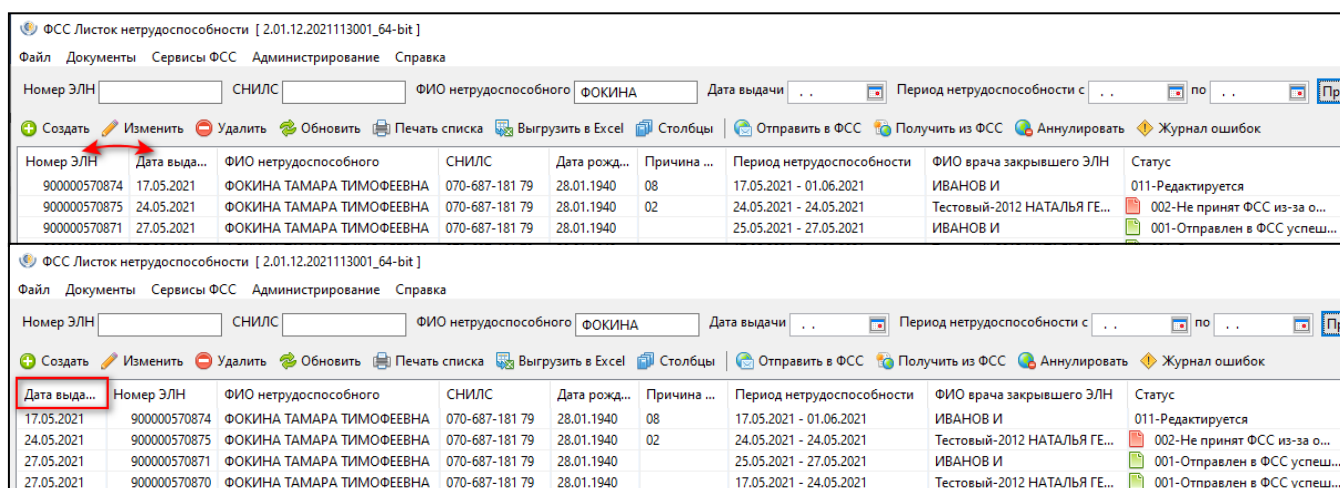 ФСС Листок нетрудоспособности [ 2.01.12.2021113001_64-bit ]
Файл Документы Сервисы ФСС Администрирование Справка
Номер ЭЛН СНИЛС ФИО нетрудоспособного ФОКИНА Дата выдачи . . Период нетрудоспособности с . . по . . Пр
Создать Изменить Удалить Обновить Печать списка Выгрузить в Excel Столбцы Отправить в ФСС Получить из ФСС Аннулировать Журнал ошибок
Номер ЭЛН Дата выда... ФИО нетрудоспособного СНИЛС Дата рожд... Причина ... Период нетрудоспособности ФИО врача закрывшего ЭЛН Статус
900000570874 17.05.2021 ФОКИНА ТАМАРА ТИМОФЕЕВНА 070-687-181 79 28.01.1940 08 17.05.2021 - 01.06.2021 ИВАНОВ И 011-Редактируется
900000570875 24.05.2021 ФОКИНА ТАМАРА ТИМОФЕЕВНА 070-687-181 79 28.01.1940 02 24.05.2021 - 24.05.2021 Тестовый-2012 НАТАЛЬЯ ГЕ... 002-Не принят ФСС из-за о...
900000570871 27.05.2021 ФОКИНА ТАМАРА ТИМОФЕЕВНА 070-687-181 79 28.01.1940 25.05.2021 - 27.05.2021 ИВАНОВ И 001-Отправлен в ФСС успеш...
ФСС Листок нетрудоспособности [ 2.01.12.2021113001_64-bit ]
Файл Документы Сервисы ФСС Администрирование Справка
Номер ЭЛН СНИЛС ФИО нетрудоспособного ФОКИНА Дата выдачи . . Период нетрудоспособности с . . по . . Пр
Создать Изменить Удалить Обновить Печать списка Выгрузить в Excel Столбцы Отправить в ФСС Получить из ФСС Аннулировать Журнал ошибок
Дата выда... Номер ЭЛН ФИО нетрудоспособного СНИЛС Дата рожд... Причина ... Период нетрудоспособности ФИО врача закрывшего ЭЛН Статус
17.05.2021 900000570874 ФОКИНА ТАМАРА ТИМОФЕЕВНА 070-687-181 79 28.01.1940 08 17.05.2021 - 01.06.2021 ИВАНОВ И 011-Редактируется
24.05.2021 900000570875 ФОКИНА ТАМАРА ТИМОФЕЕВНА 070-687-181 79 28.01.1940 02 24.05.2021 - 24.05.2021 Тестовый-2012 НАТАЛЬЯ ГЕ... 002-Не принят ФСС из-за о...
27.05.2021 900000570871 ФОКИНА ТАМАРА ТИМОФЕЕВНА 070-687-181 79 28.01.1940 25.05.2021 - 27.05.2021 ИВАНОВ И 001-Отправлен в ФСС успеш...
27.05.2021 900000570870 ФОКИНА ТАМАРА ТИМОФЕЕВНА 070-687-181 79 28.01.1940 17.05.2021 - 24.05.2021 Тестовый-2012 НАТАЛЬЯ ГЕ... 001-Отправлен в ФСС успеш...